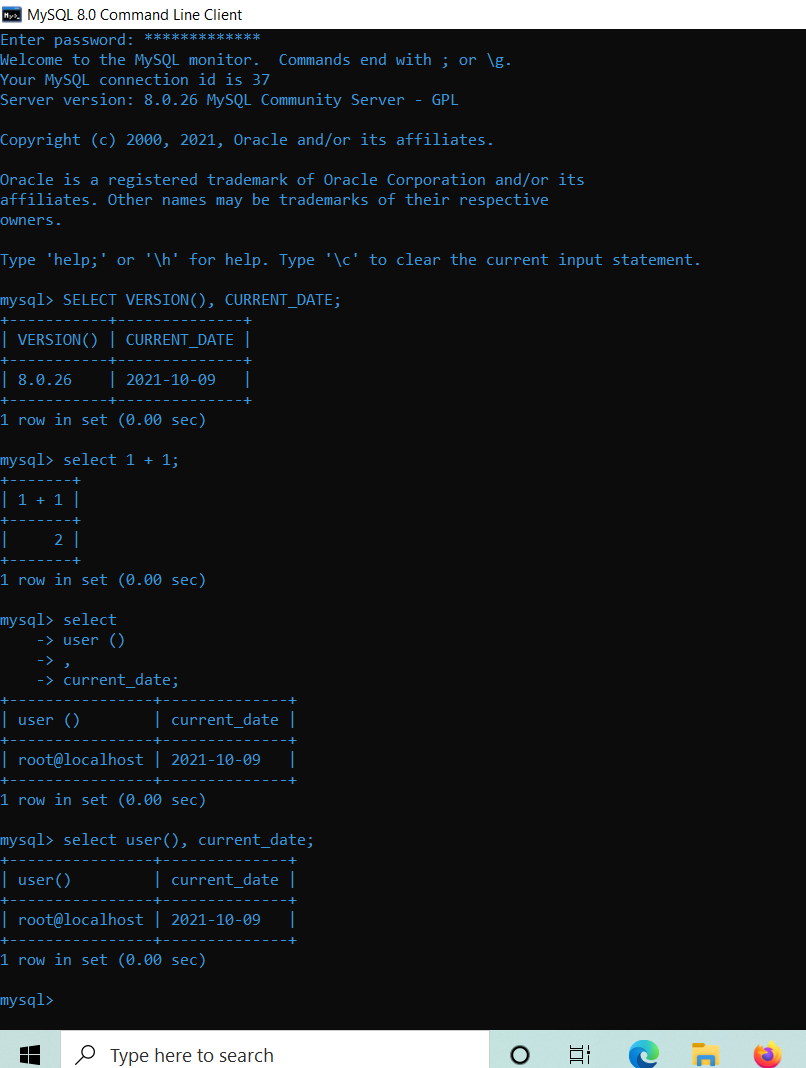 MySQL 8.0 Command Line Client
Enter password: *************
Welcome to the MySQL monitor.  Commands end with ; or \g.
Your MySQL connection id is 37
Server version: 8.0.26 MySQL Community Server - GPL
Copyright (c) 2000, 2021, Oracle and/or its affiliates.
Oracle is a registered trademark of Oracle Corporation and/or its
affiliates. Other names may be trademarks of their respective
owners.
Type 'help;' or '\h' for help. Type '\c' to clear the current input statement.
mysql> SELECT VERSION(), CURRENT_DATE;
+-----------+--------------+
| VERSION() | CURRENT_DATE |
+-----------+--------------+
| 8.0.26    | 2021-10-09   |
+-----------+--------------+
1 row in set (0.00 sec)
mysql> select 1 + 1;
+-------+
| 1 + 1 |
+-------+
|     2 |
+-------+
1 row in set (0.00 sec)
mysql> select
    -> user ()
    -> ,
    -> current_date;
+----------------+--------------+
| user ()        | current_date |
+----------------+--------------+
| root@localhost | 2021-10-09   |
+----------------+--------------+
1 row in set (0.00 sec)
mysql> select user(), current_date;
+----------------+--------------+
| user()         | current_date |
+----------------+--------------+
| root@localhost | 2021-10-09   |
+----------------+--------------+
1 row in set (0.00 sec)
mysql>
Type here to search